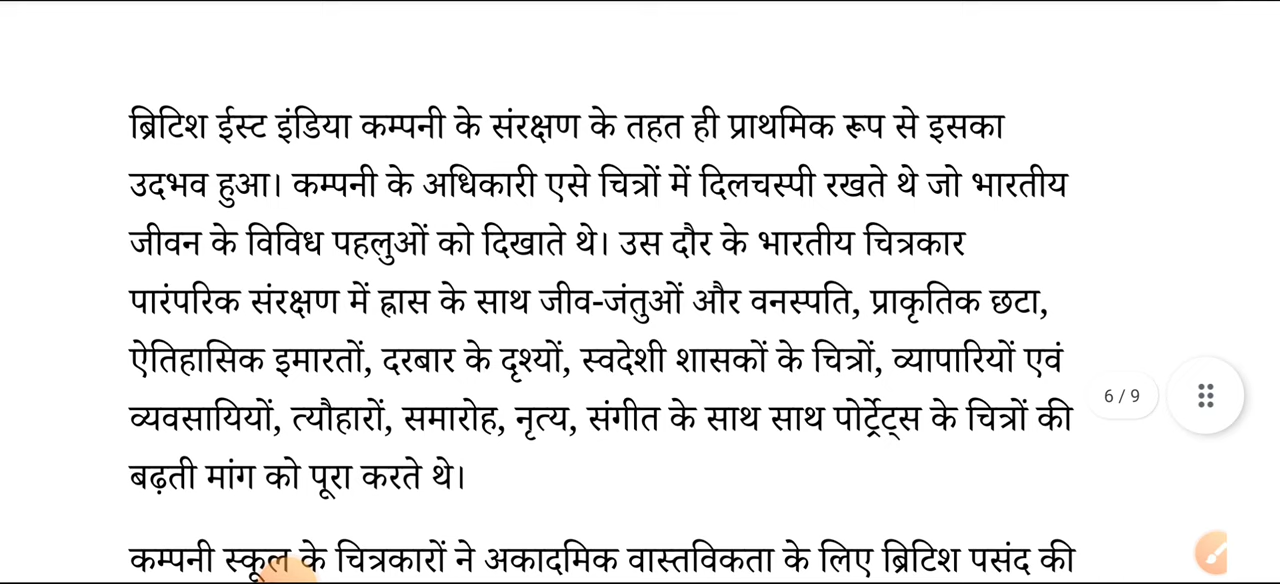 ब्रिटिश ईस्ट इंडिया कम्पनी के संरक्षण के तहत ही प्राथमिक रूप से इसका
उदभव हुआ। कम्पनी के अधिकारी एसे चित्रों में दिलचस्पी रखते थे जो भारतीय
जीवन के विविध पहलुओं को दिखाते थे। उस दौर के भारतीय चित्रकार
पारंपरिक संरक्षण में ह्रास के साथ जीव-जंतुओं और वनस्पति, प्राकृतिक छटा,
ऐतिहासिक इमारतों, दरबार के दृश्यों, स्वदेशी शासकों के चित्रों, व्यापारियों एवं
व्यवसायियों, त्यौहारों, समारोह, नृत्य, संगीत के साथ साथ पोर्ट्रेट्स के चित्रों की
6 / 9
बढ़ती मांग को पूरा करते थे।
कम्पनी स्कूल के चित्रकारों ने अकादमिक वास्तविकता के लिए ब्रिटिश पसंद की